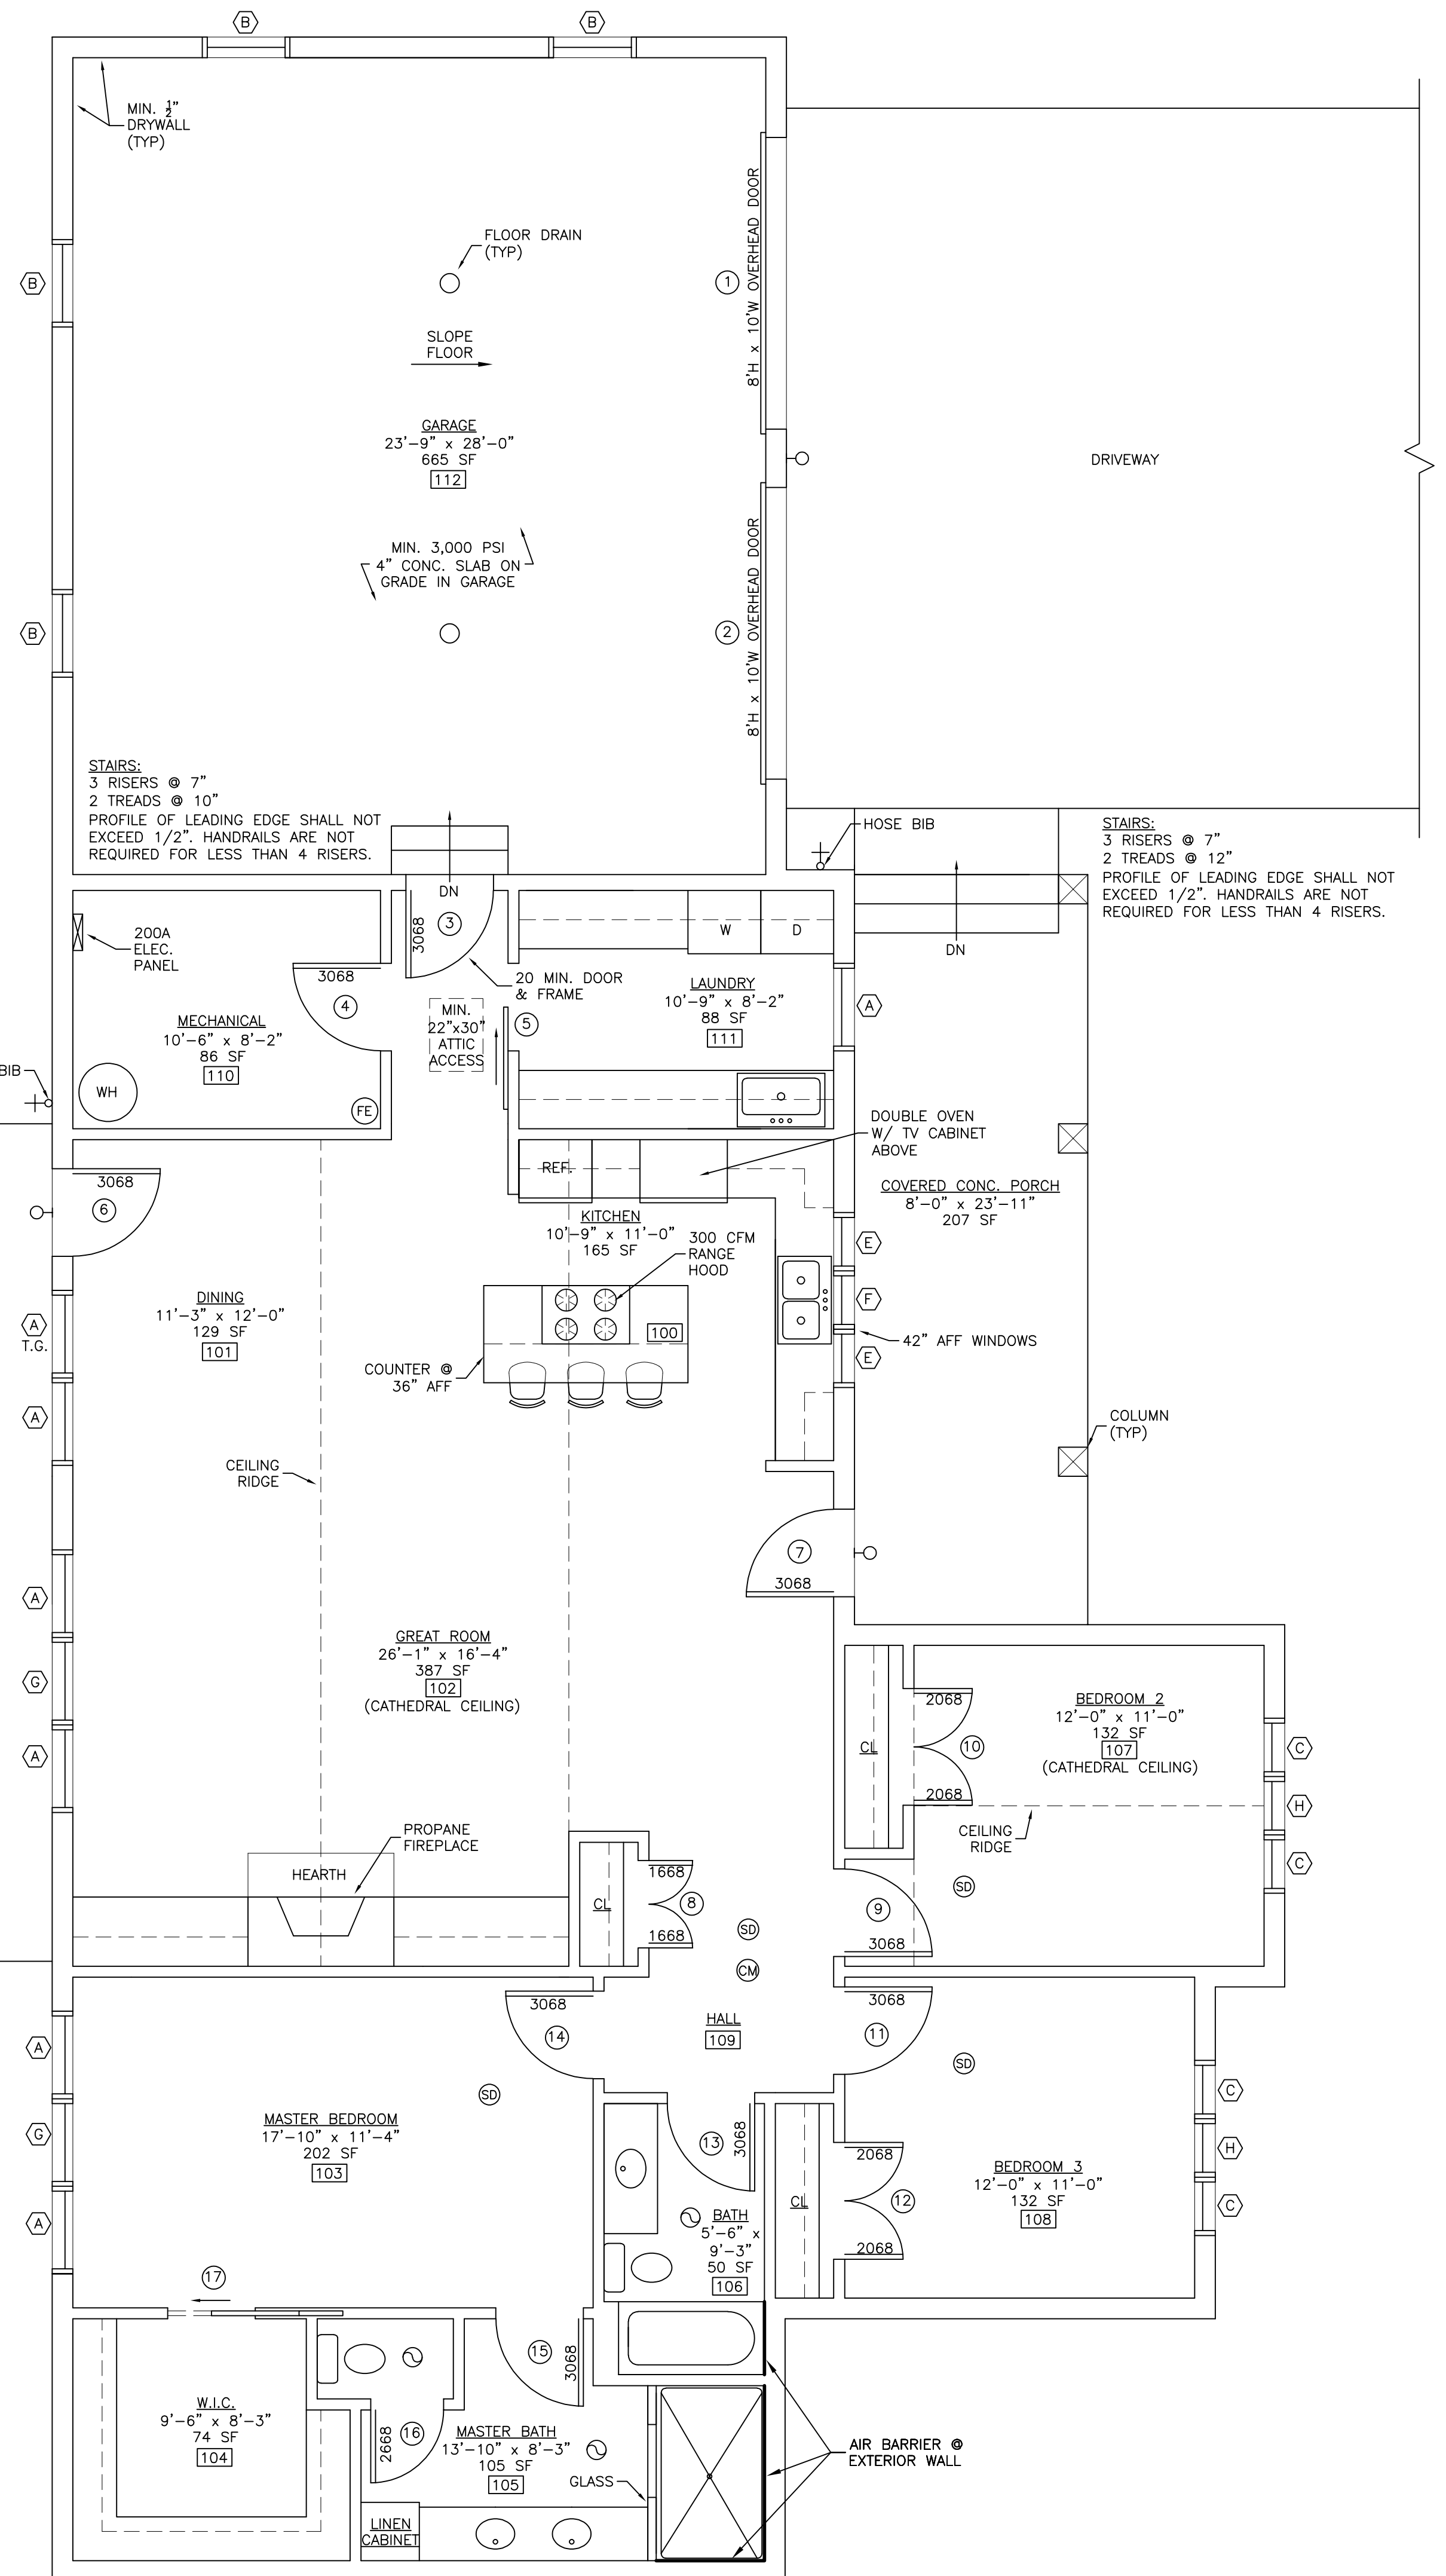 B
B
MIN. 1/2"
DRYWALL
(TYP)
FLOOR DRAIN
(TYP)
B
1
8'H x 10'W OVERHEAD DOOR
SLOPE
FLOOR
GARAGE
23'-9" x 28'-0"
665 SF
112
DRIVEWAY
MIN. 3,000 PSI
4" CONC. SLAB ON
GRADE IN GARAGE
B
2
8'H x 10'W OVERHEAD DOOR
STAIRS:
3 RISERS @ 7"
2 TREADS @ 10"
PROFILE OF LEADING EDGE SHALL NOT
EXCEED 1/2". HANDRAILS ARE NOT
REQUIRED FOR LESS THAN 4 RISERS.
HOSE BIB
STAIRS:
3 RISERS @ 7"
2 TREADS @ 12"
PROFILE OF LEADING EDGE SHALL NOT
EXCEED 1/2". HANDRAILS ARE NOT
REQUIRED FOR LESS THAN 4 RISERS.
DN
3
3068
200A
ELEC.
PANEL
W
D
DN
3068
4
20 MIN. DOOR
& FRAME
LAUNDRY
10'-9" x 8'-2"
88 SF
111
A
MECHANICAL
10'-6" x 8'-2"
86 SF
110
MIN.
22"x30"
ATTIC
ACCESS
5
BIB
WH
FE
DOUBLE OVEN
W/ TV CABINET
ABOVE
REF.
3068
6
COVERED CONC. PORCH
8'-0" x 23'-11"
207 SF
KITCHEN
10'-9" x 11'-0"
165 SF
300 CFM
RANGE
HOOD
E
F
E
42" AFF WINDOWS
DINING
11'-3" x 12'-0"
129 SF
101
A
T.G.
100
COUNTER @
36" AFF
A
COLUMN
(TYP)
CEILING
RIDGE
7
3068
A
GREAT ROOM
26'-1" x 16'-4"
387 SF
102
(CATHEDRAL CEILING)
G
A
2068
CL
10
2068
BEDROOM 2
12'-0" x 11'-0"
132 SF
107
(CATHEDRAL CEILING)
C
H
C
CEILING
RIDGE
PROPANE
FIREPLACE
HEARTH
1668
CL
8
1668
SD
9
3068
SD
CM
3068
14
HALL
109
3068
11
SD
A
SD
C
MASTER BEDROOM
17'-10" x 11'-4"
202 SF
103
G
13
3068
2068
H
BEDROOM 3
12'-0" x 11'-0"
132 SF
108
CL
12
2068
C
A
BATH
5'-6" x
9'-3"
50 SF
106
17
15
3068
W.I.C.
9'-6" x 8'-3"
74 SF
104
16
2668
MASTER BATH
13'-10" x 8'-3"
105 SF
105
AIR BARRIER @
EXTERIOR WALL
GLASS
LINEN
CABINET